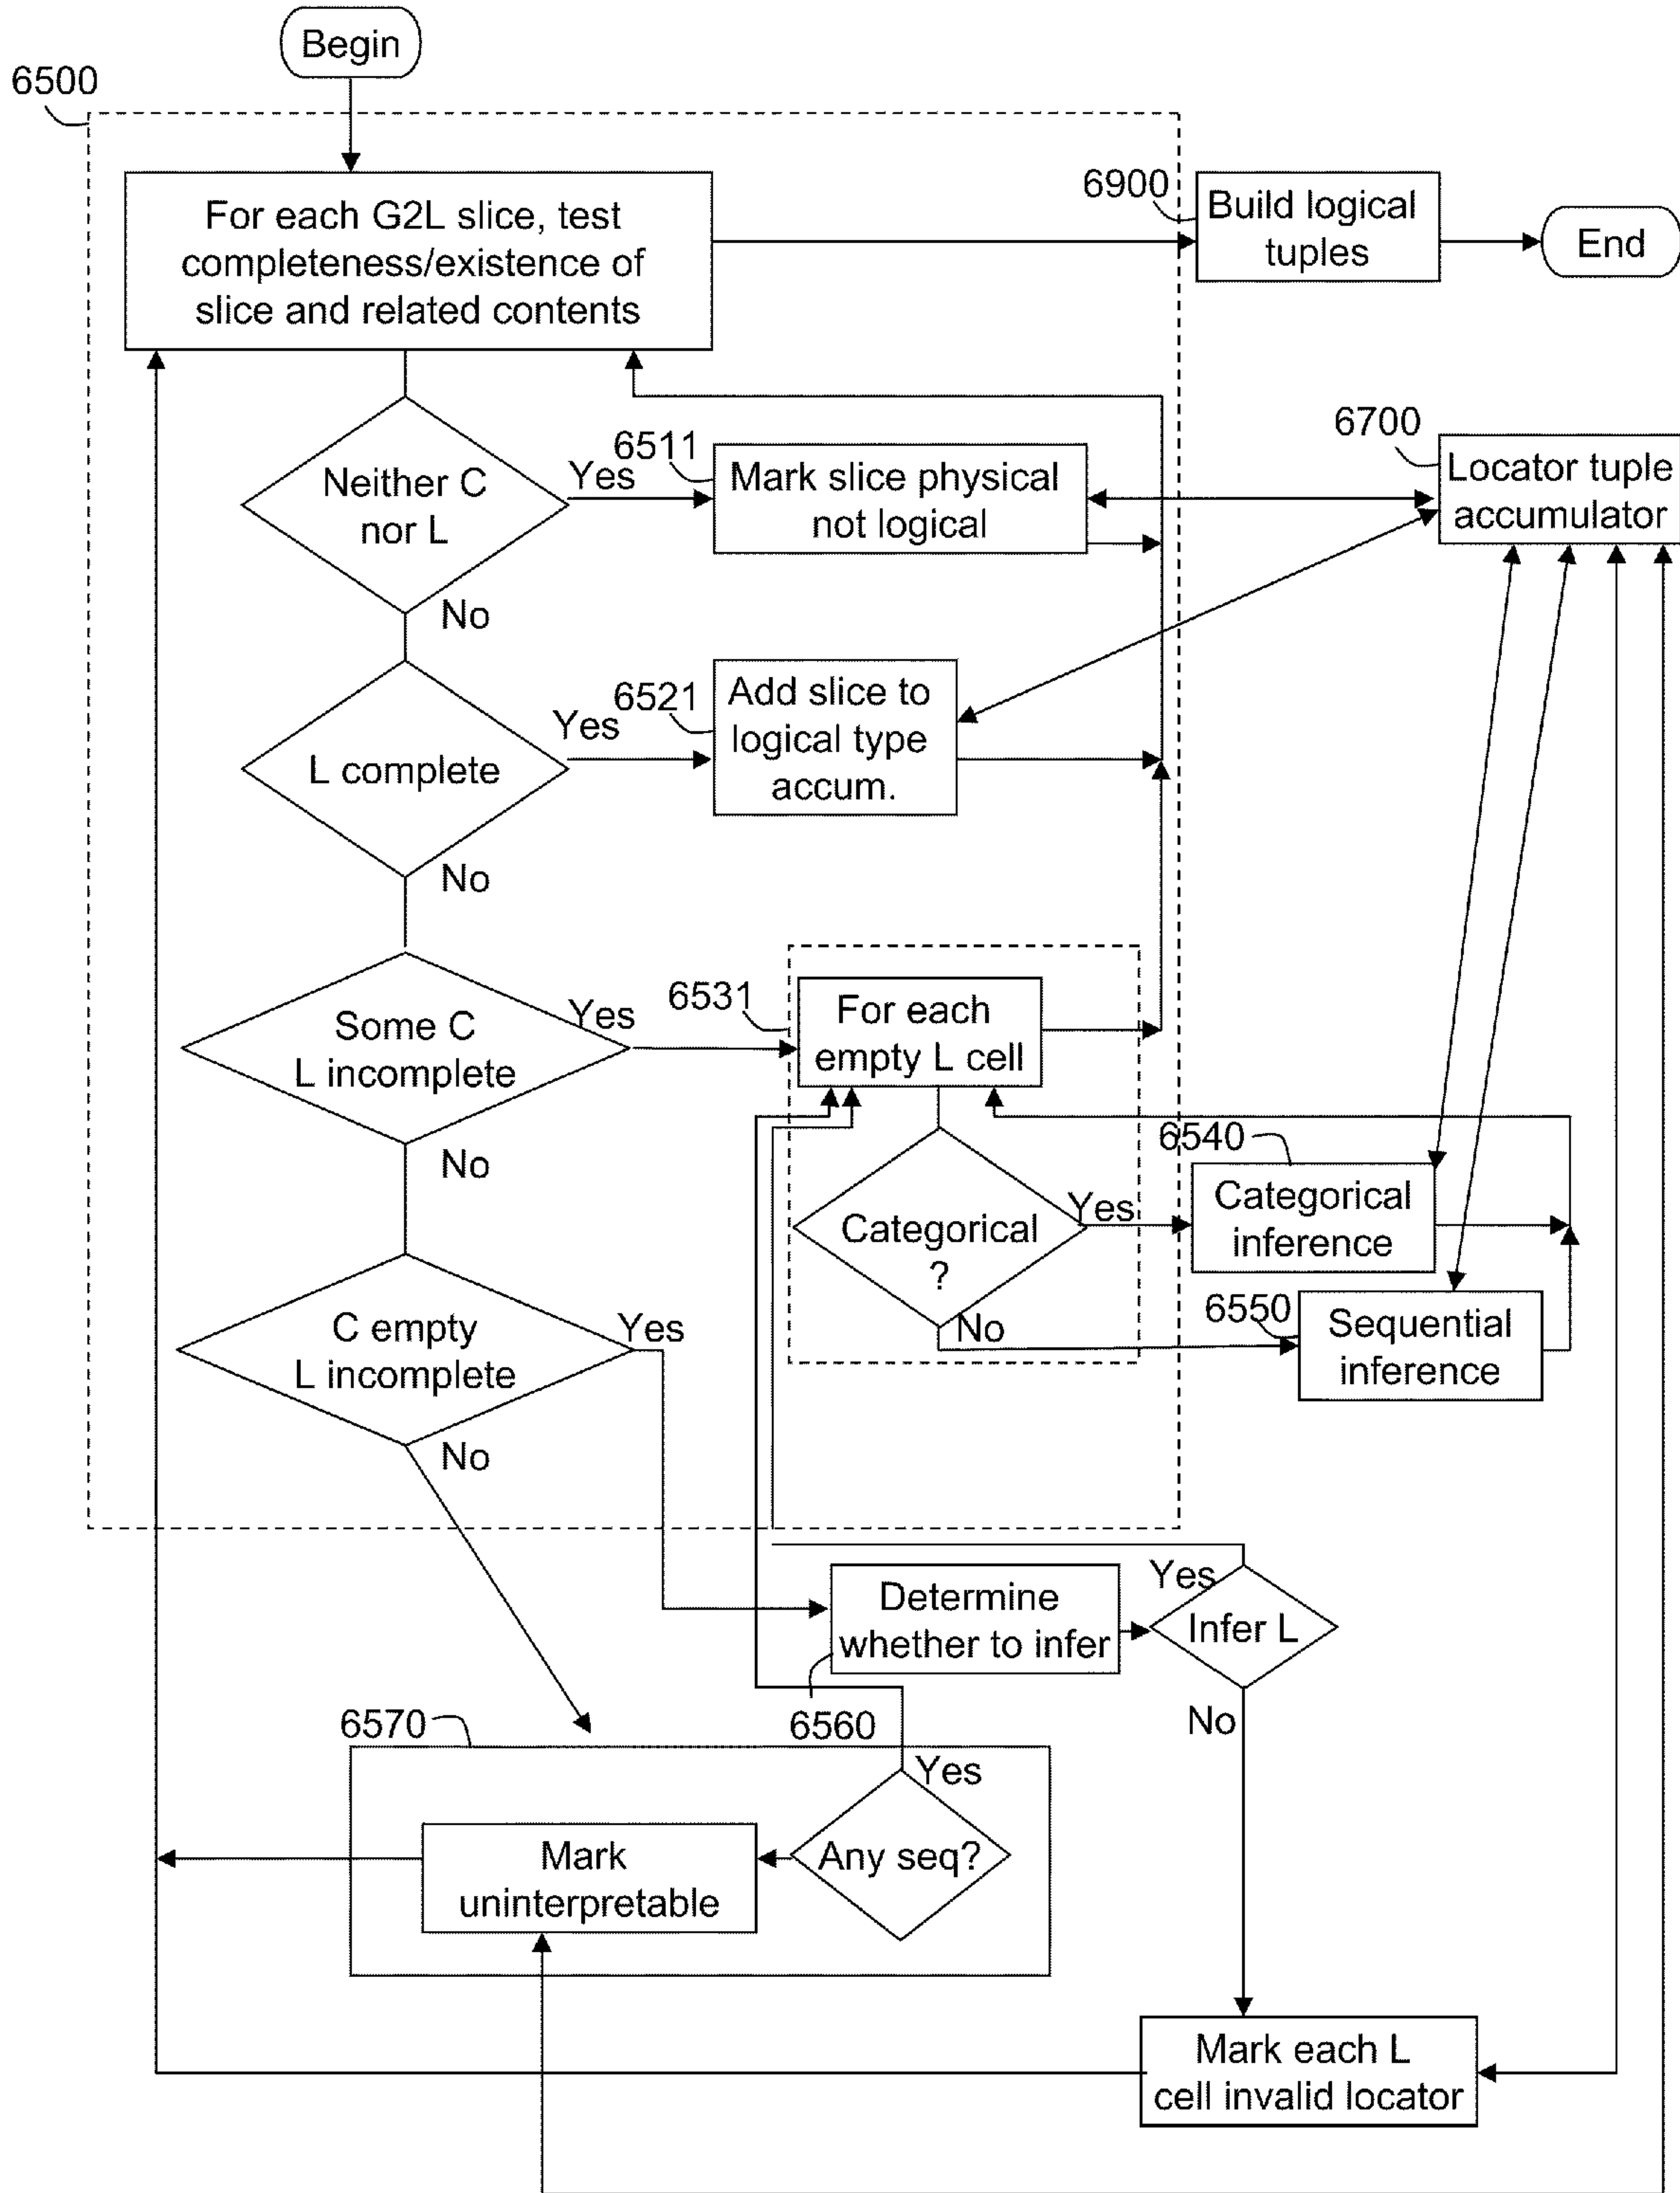 Begin
6500
For each G2L slice, test
completeness/existence of
slice and related contents
6900
Build logical
tuples
End
Neither C
nor L
Yes
6511
Mark slice physical
not logical
6700
Locator tuple
accumulator
No
L complete
Yes
6521
Add slice to
logical type
accum.
No
Some C
L incomplete
Yes
6531
For each
empty L cell
No
Categorical
?
Yes
6540
Categorical
inference
No
6550
Sequential
inference
C empty
L incomplete
Yes
No
Determine
whether to infer
6560
Yes
Infer L
No
6570
Yes
Any seq?
Mark
uninterpretable
Mark each L
cell invalid locator